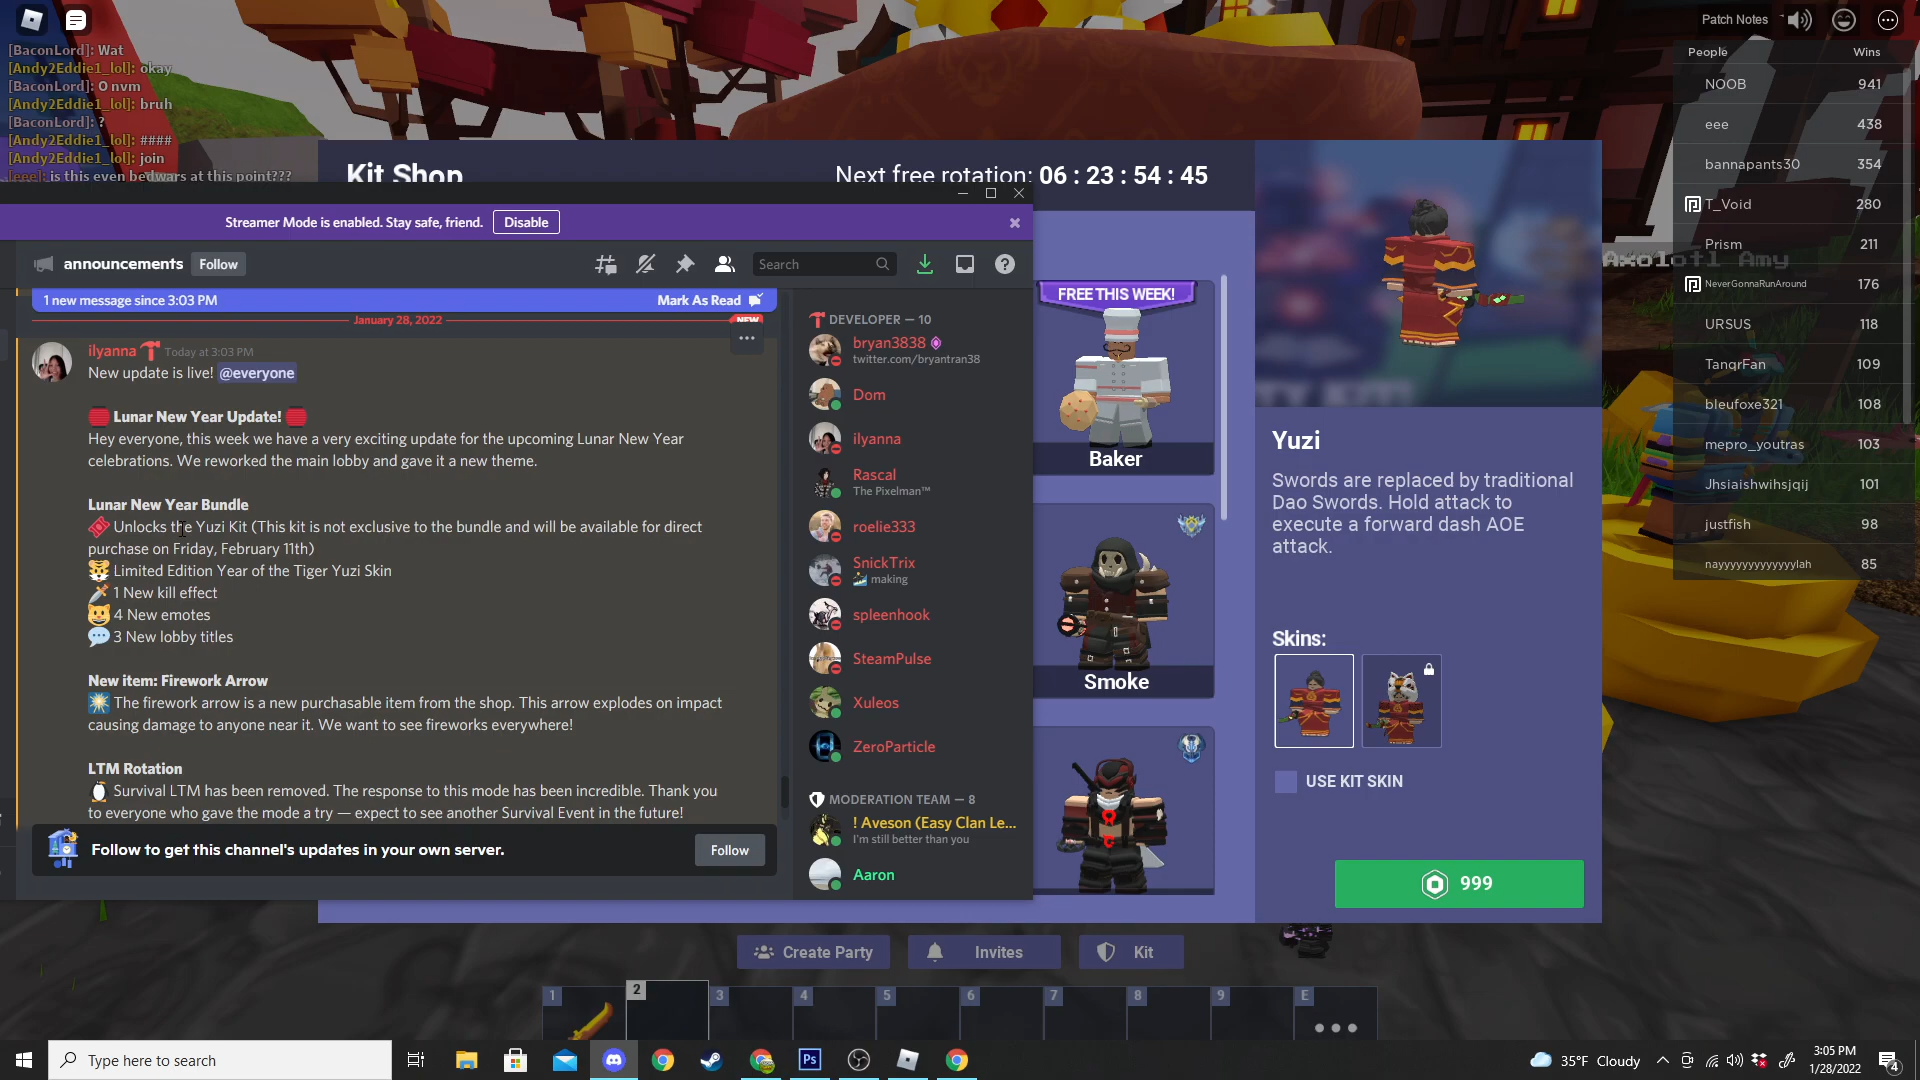 [BaconLord]: Wat
[Andy2Eddie1_lol]: okay
[BaconLord]: O nvm
[Andy2Eddie1_lol]: bruh
[BaconLord]: ?
[Andy2Eddie1_lol]: ####
[Andy2Eddie1_lol]: join
[eee]: is this even bedwars at this point???
Patch Notes
People Wins
NOOB 941
eee 438
bannapants30 354
T_Void 280
Prism 211
NeverGonnaRunAround 176
URSUS 118
TanqrFan 109
bleufoxe321 108
mepro_youtras 103
Jhsiaishwihsjqij 101
justfish 98
nayyyyyyyyyyyyylah 85
Axolotl Amy
Kit Shop
Next free rotation: 06 : 23 : 54 : 45
Streamer Mode is enabled. Stay safe, friend. Disable
announcements Follow
Search
1 new message since 3:03 PM Mark As Read
January 28, 2022 NEW
ilyanna Today at 3:03 PM
New update is live! @everyone
Lunar New Year Update!
Hey everyone, this week we have a very exciting update for the upcoming Lunar New Year
celebrations. We reworked the main lobby and gave it a new theme.
Lunar New Year Bundle
Unlocks the Yuzi Kit (This kit is not exclusive to the bundle and will be available for direct
purchase on Friday, February 11th)
Limited Edition Year of the Tiger Yuzi Skin
1 New kill effect
4 New emotes
3 New lobby titles
New item: Firework Arrow
The firework arrow is a new purchasable item from the shop. This arrow explodes on impact
causing damage to anyone near it. We want to see fireworks everywhere!
LTM Rotation
Survival LTM has been removed. The response to this mode has been incredible. Thank you
to everyone who gave the mode a try — expect to see another Survival Event in the future!
Follow to get this channel's updates in your own server. Follow
DEVELOPER — 10
bryan3838
twitter.com/bryantran38
Dom
ilyanna
Rascal
The Pixelman™
roelie333
SnickTrix
making
spleenhook
SteamPulse
Xuleos
ZeroParticle
MODERATION TEAM — 8
! Aveson (Easy Clan Le...
I'm still better than you
Aaron
FREE THIS WEEK!
Baker
Smoke
Yuzi
Swords are replaced by traditional
Dao Swords. Hold attack to
execute a forward dash AOE
attack.
Skins:
USE KIT SKIN
999
Create Party
Invites
Kit
1 2 3 4 5 6 7 8 9 E
Type here to search
Ps
35°F Cloudy
3:05 PM
1/28/2022
4